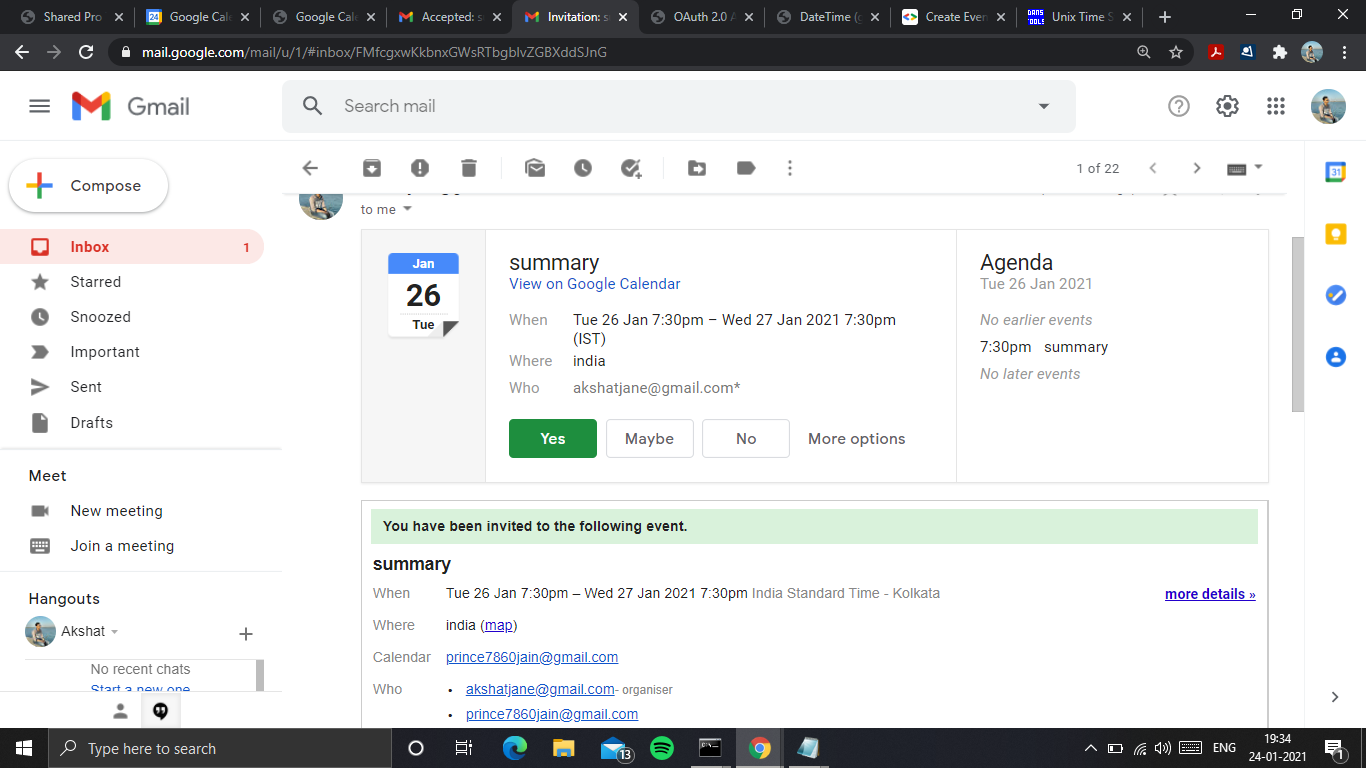 Shared Pro
Google Cal
Google Cale
Accepted: s
Invitation: s
OAuth 2.0 A
DateTime (g
Create Even
Unix Time S
mail.google.com/mail/u/1/#inbox/FMfcgxwKkbnxGWsRTbgblvZGBXddSJnG
Gmail
Search mail
Compose
1 of 22
to me
Inbox 1
Starred
Snoozed
Important
Sent
Drafts
Meet
New meeting
Join a meeting
Hangouts
Akshat
No recent chats
Start a new one
Jan
26
Tue
summary
View on Google Calendar
When Tue 26 Jan 7:30pm – Wed 27 Jan 2021 7:30pm
(IST)
Where india
Who akshatjane@gmail.com*
Yes Maybe No More options
Agenda
Tue 26 Jan 2021
No earlier events
7:30pm summary
No later events
You have been invited to the following event.
summary
When Tue 26 Jan 7:30pm – Wed 27 Jan 2021 7:30pm India Standard Time - Kolkata
more details »
Where india (map)
Calendar prince7860jain@gmail.com
Who • akshatjane@gmail.com - organiser
• prince7860jain@gmail.com
31
Type here to search
13
ENG
19:34
24-01-2021
1